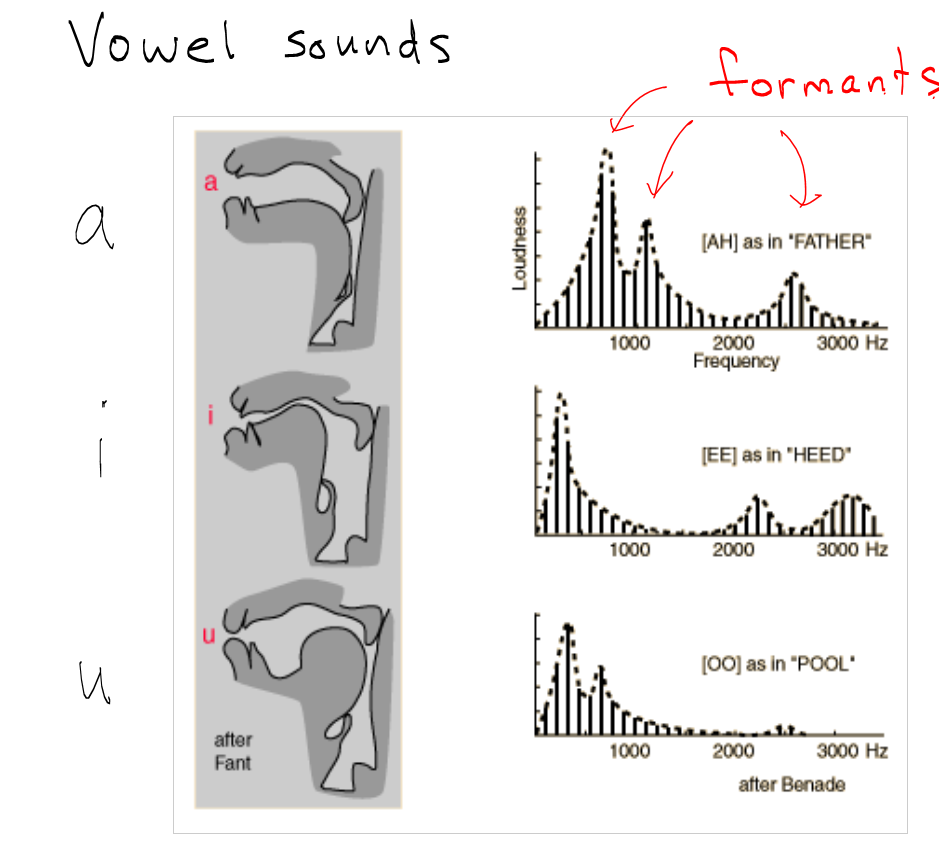 Vowel sounds
formants
a
a
Loudness
[AH] as in "FATHER"
1000 2000 3000 Hz
Frequency
i
i
[EE] as in "HEED"
1000 2000 3000 Hz
u
u
[OO] as in "POOL"
1000 2000 3000 Hz
after
Fant
after Benade